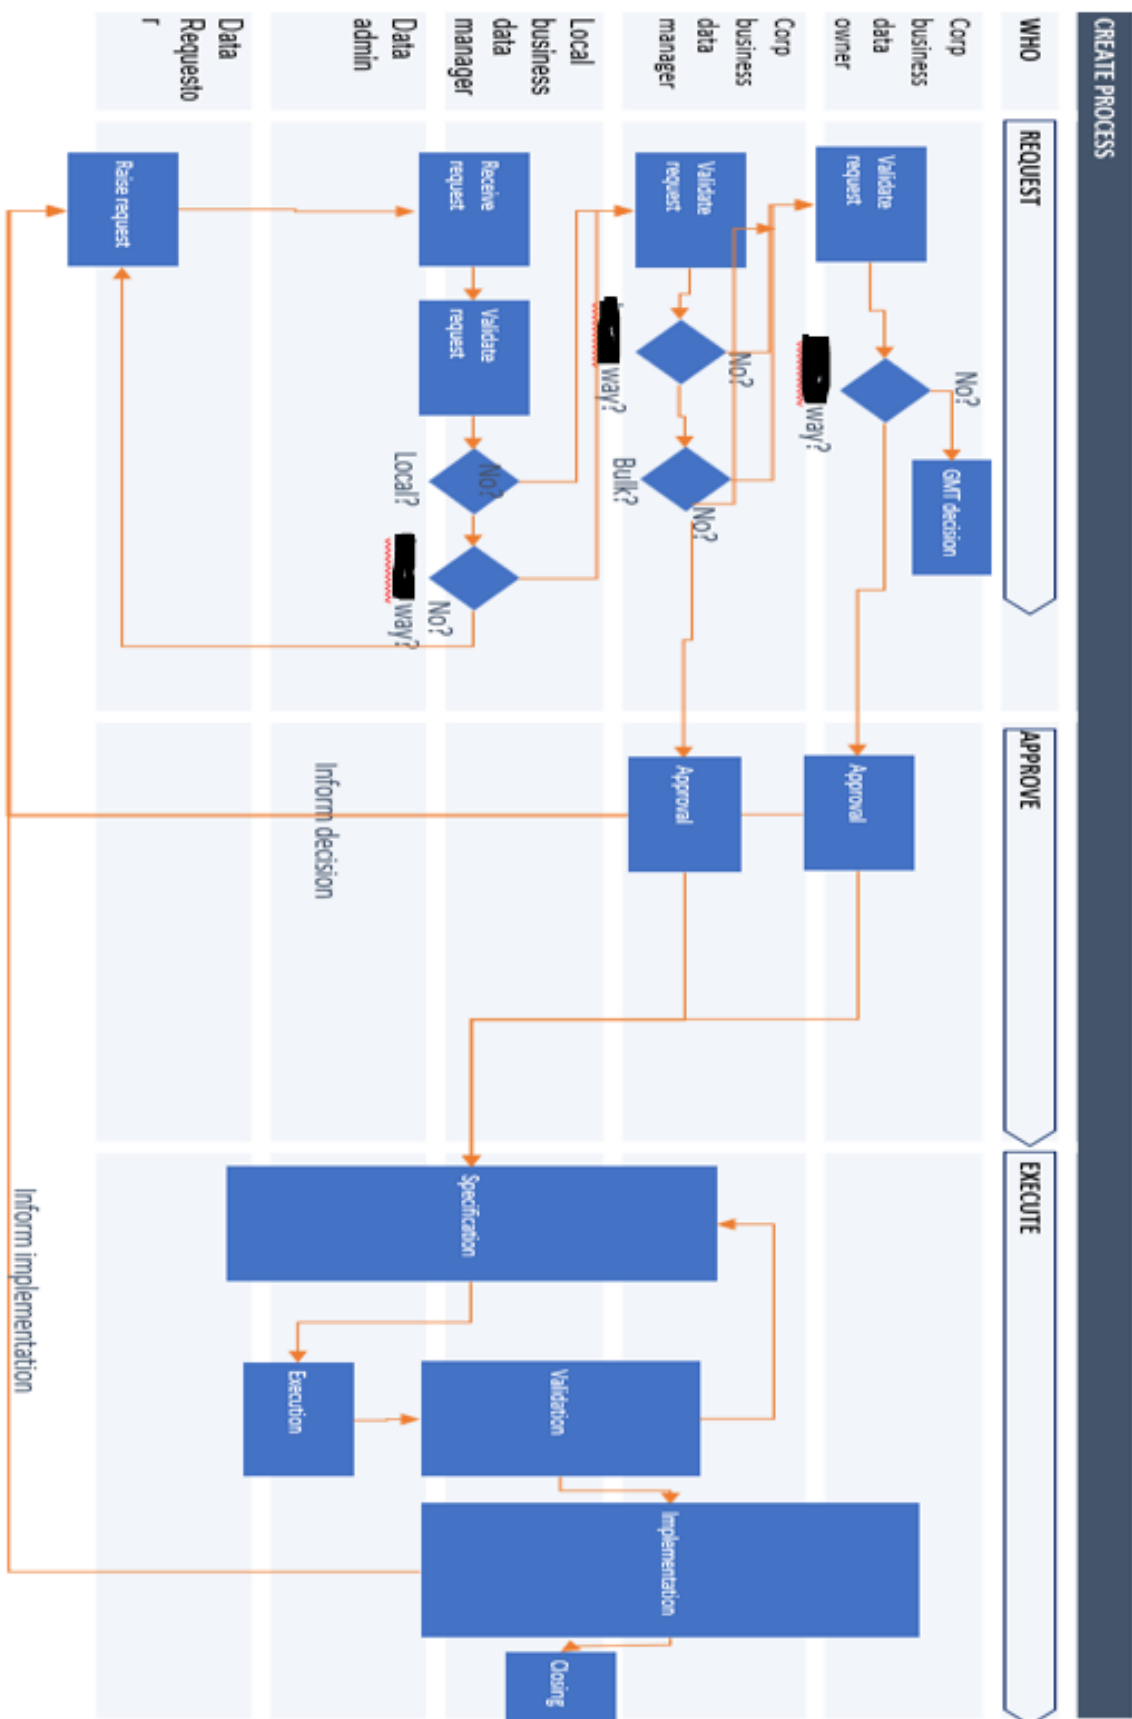 CREATE PROCESS
WHO
REQUEST
APPROVE
EXECUTE
Corp
business
data
owner
Validate
request
way?
No?
GMT decision
Approval
Corp
business
data
manager
Validate
request
way?
No?
Bulk?
No?
Approval
Local
business
data
manager
Receive
request
Validate
request
Local?
No?
way?
No?
Specification
Validation
Implementation
Closing
Data
admin
Inform decision
Execution
Data
Requesto
r
Raise request
Inform implementation